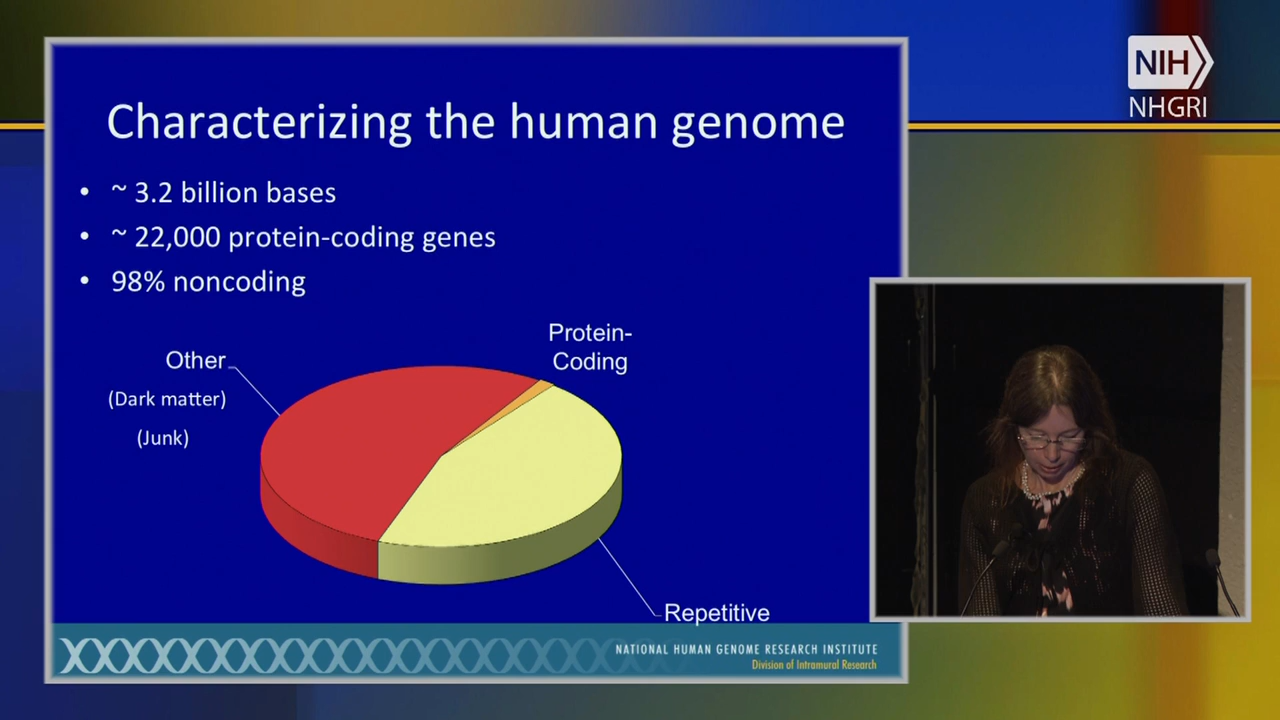 Characterizing the human genome
• ~ 3.2 billion bases
• ~ 22,000 protein-coding genes
• 98% noncoding
Protein-
Coding
Other
(Dark matter)
(Junk)
Repetitive
NATIONAL HUMAN GENOME RESEARCH INSTITUTE
Division of Intramural Research
NIH
NHGRI